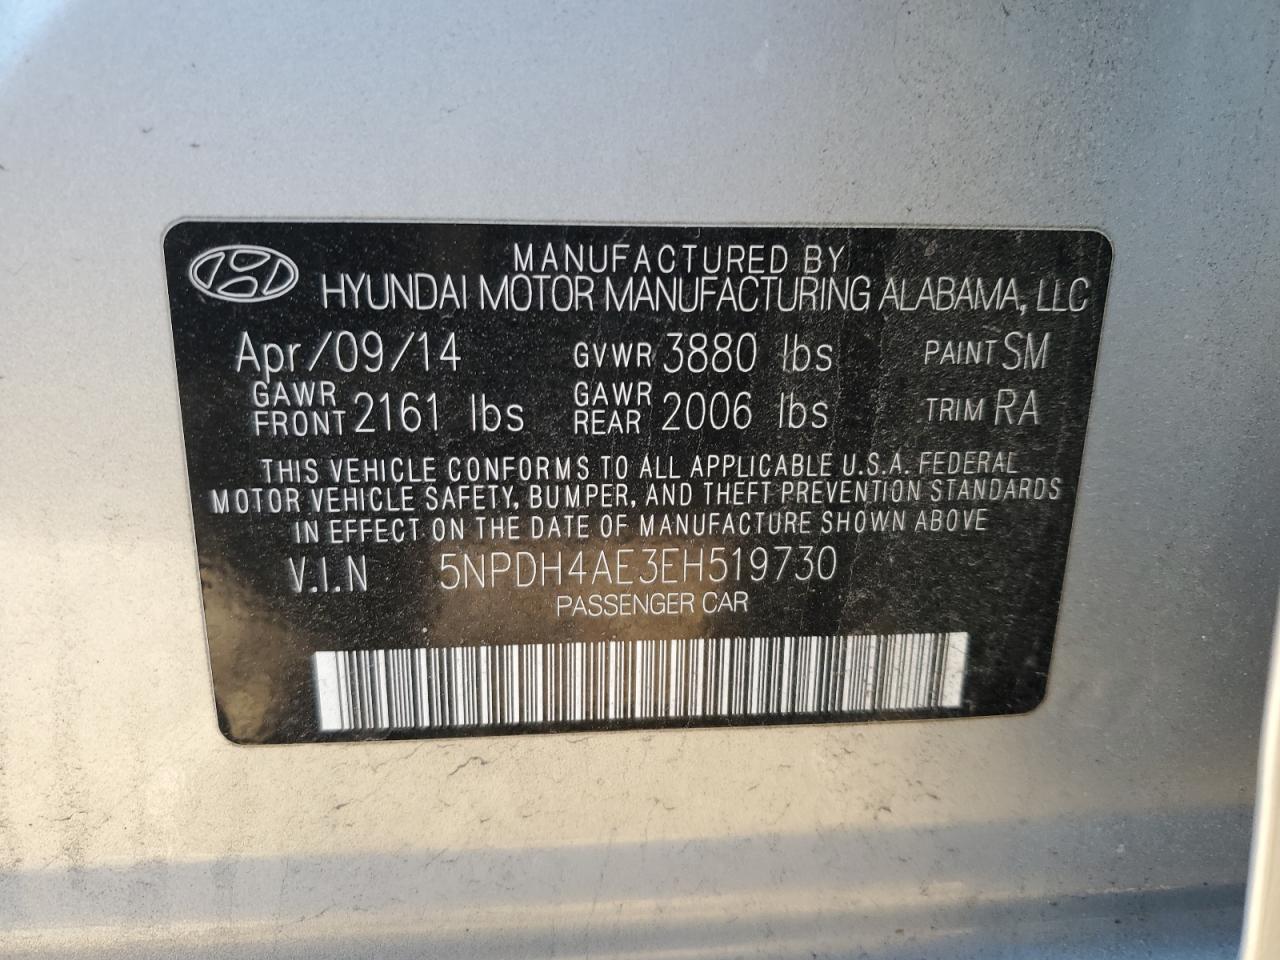 MANUFACTURED BY
HYUNDAI MOTOR MANUFACTURING ALABAMA, LLC
Apr/09/14 GVWR 3880 lbs PAINT SM
GAWR FRONT 2161 lbs GAWR REAR 2006 lbs TRIM RA
THIS VEHICLE CONFORMS TO ALL APPLICABLE U.S.A. FEDERAL
MOTOR VEHICLE SAFETY, BUMPER, AND THEFT PREVENTION STANDARDS
IN EFFECT ON THE DATE OF MANUFACTURE SHOWN ABOVE
V.I.N 5NPDH4AE3EH519730
PASSENGER CAR